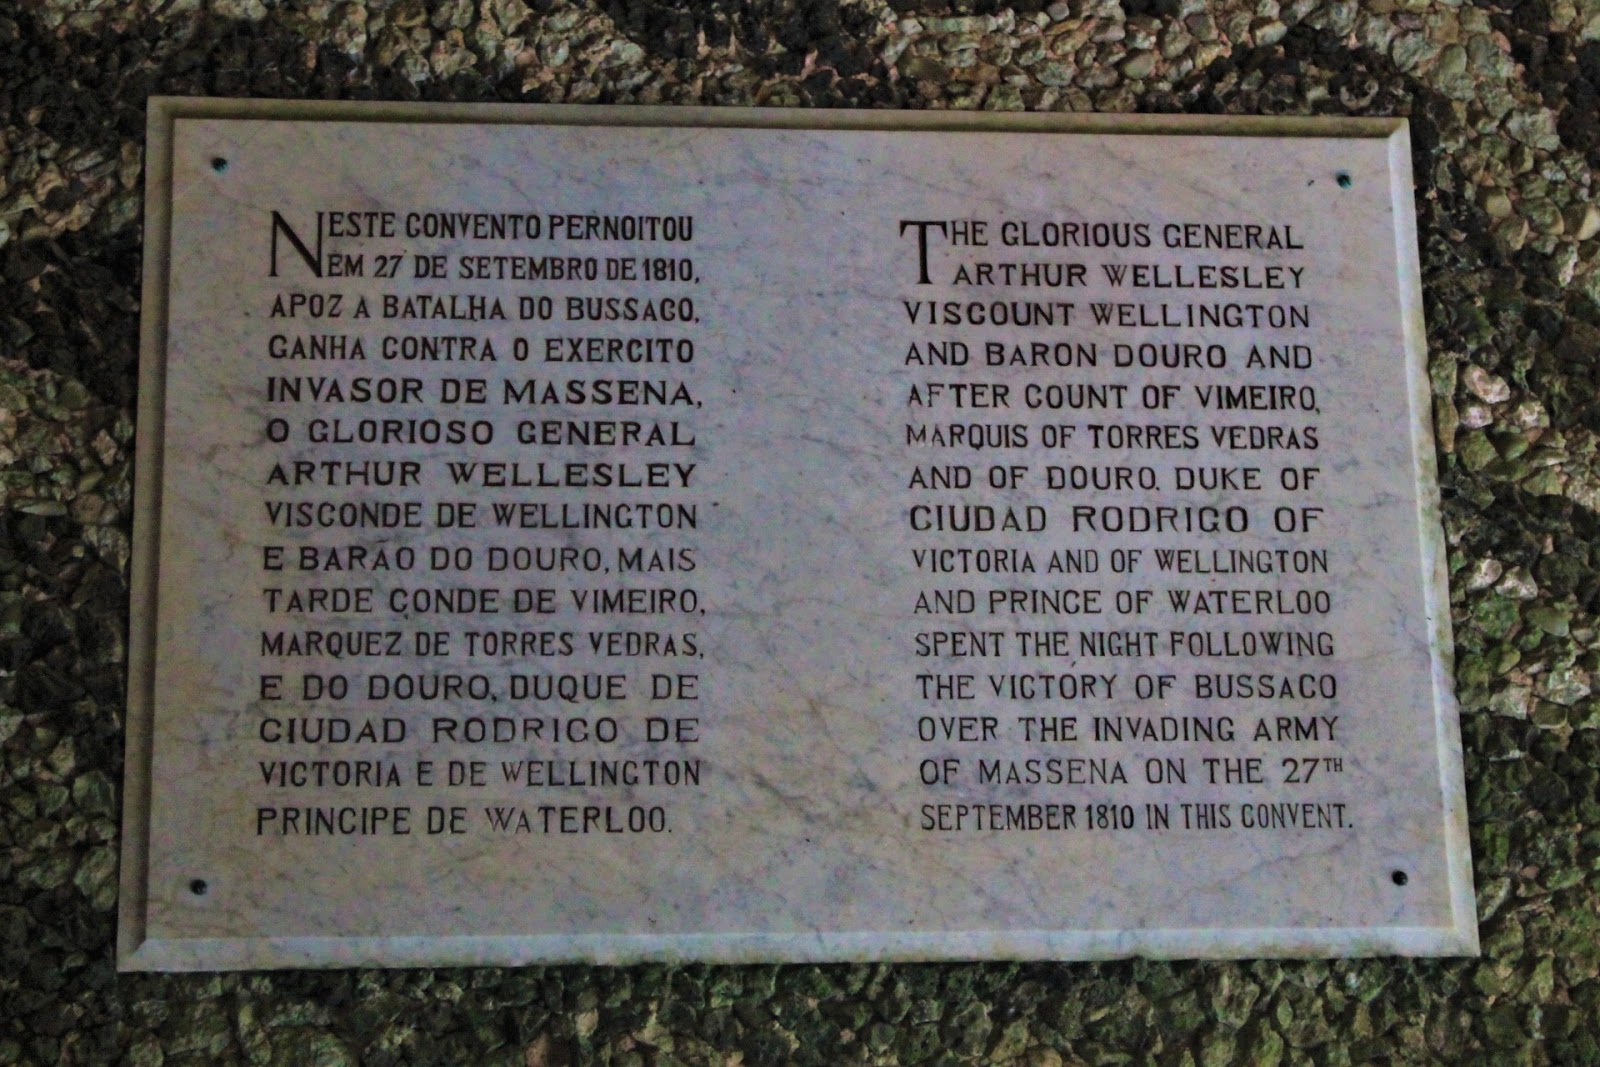 NESTE CONVENTO PERNOITOU
EM 27 DE SETEMBRO DE 1810,
APOZ A BATALHA DO BUSSACO,
GANHA CONTRA O EXERCITO
INVASOR DE MASSENA,
O GLORIOSO GENERAL
ARTHUR WELLESLEY
VISCONDE DE WELLINGTON
E BARÃO DO DOURO, MAIS
TARDE CONDE DE VIMEIRO,
MARQUEZ DE TORRES VEDRAS,
E DO DOURO, DUQUE DE
CIUDAD RODRIGO DE
VICTORIA E DE WELLINGTON
PRINCIPE DE WATERLOO.
THE GLORIOUS GENERAL
ARTHUR WELLESLEY
VISCOUNT WELLINGTON
AND BARON DOURO AND
AFTER COUNT OF VIMEIRO,
MARQUIS OF TORRES VEDRAS
AND OF DOURO. DUKE OF
CIUDAD RODRIGO OF
VICTORIA AND OF WELLINGTON
AND PRINCE OF WATERLOO
SPENT THE NIGHT FOLLOWING
THE VICTORY OF BUSSACO
OVER THE INVADING ARMY
OF MASSENA ON THE 27TH
SEPTEMBER 1810 IN THIS CONVENT.